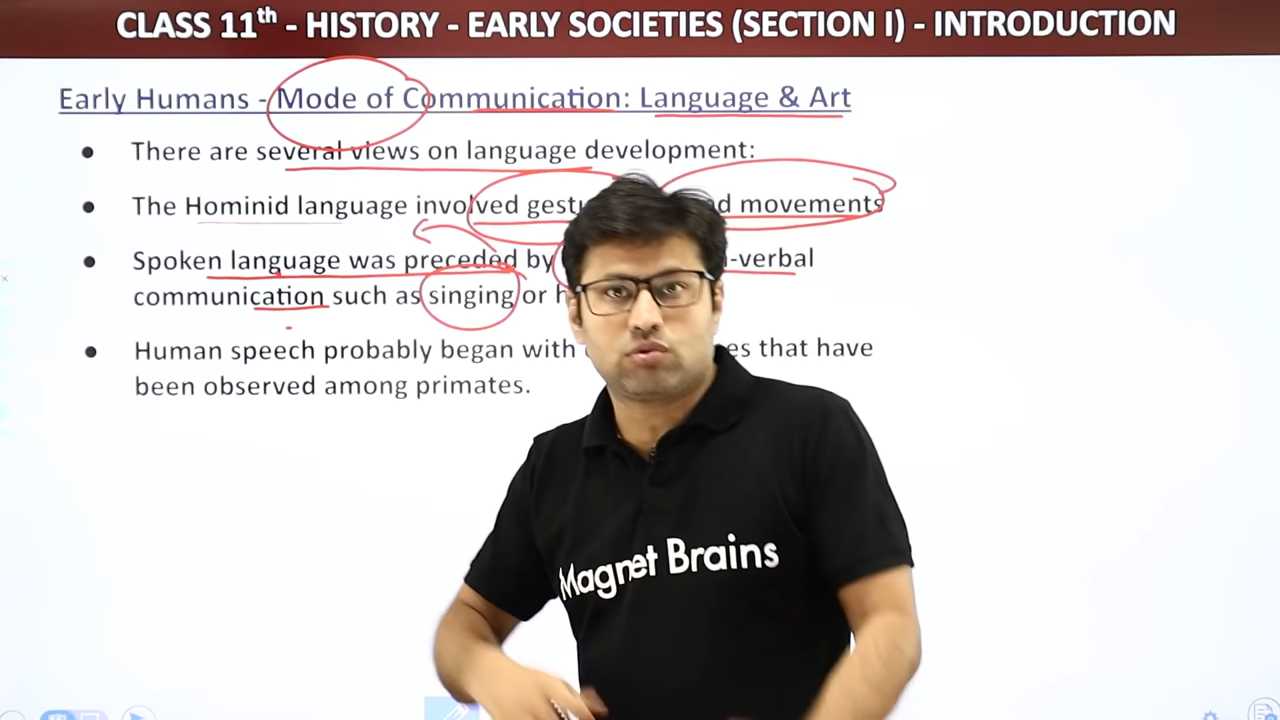 CLASS 11th - HISTORY - EARLY SOCIETIES (SECTION I) - INTRODUCTION
Early Humans - Mode of Communication: Language & Art
● There are several views on language development:
● The Hominid language involved movements
● Spoken language was preceded by -verbal
communication such as singing or
● Human speech probably began with that have
been observed among primates.
Magnet Brains